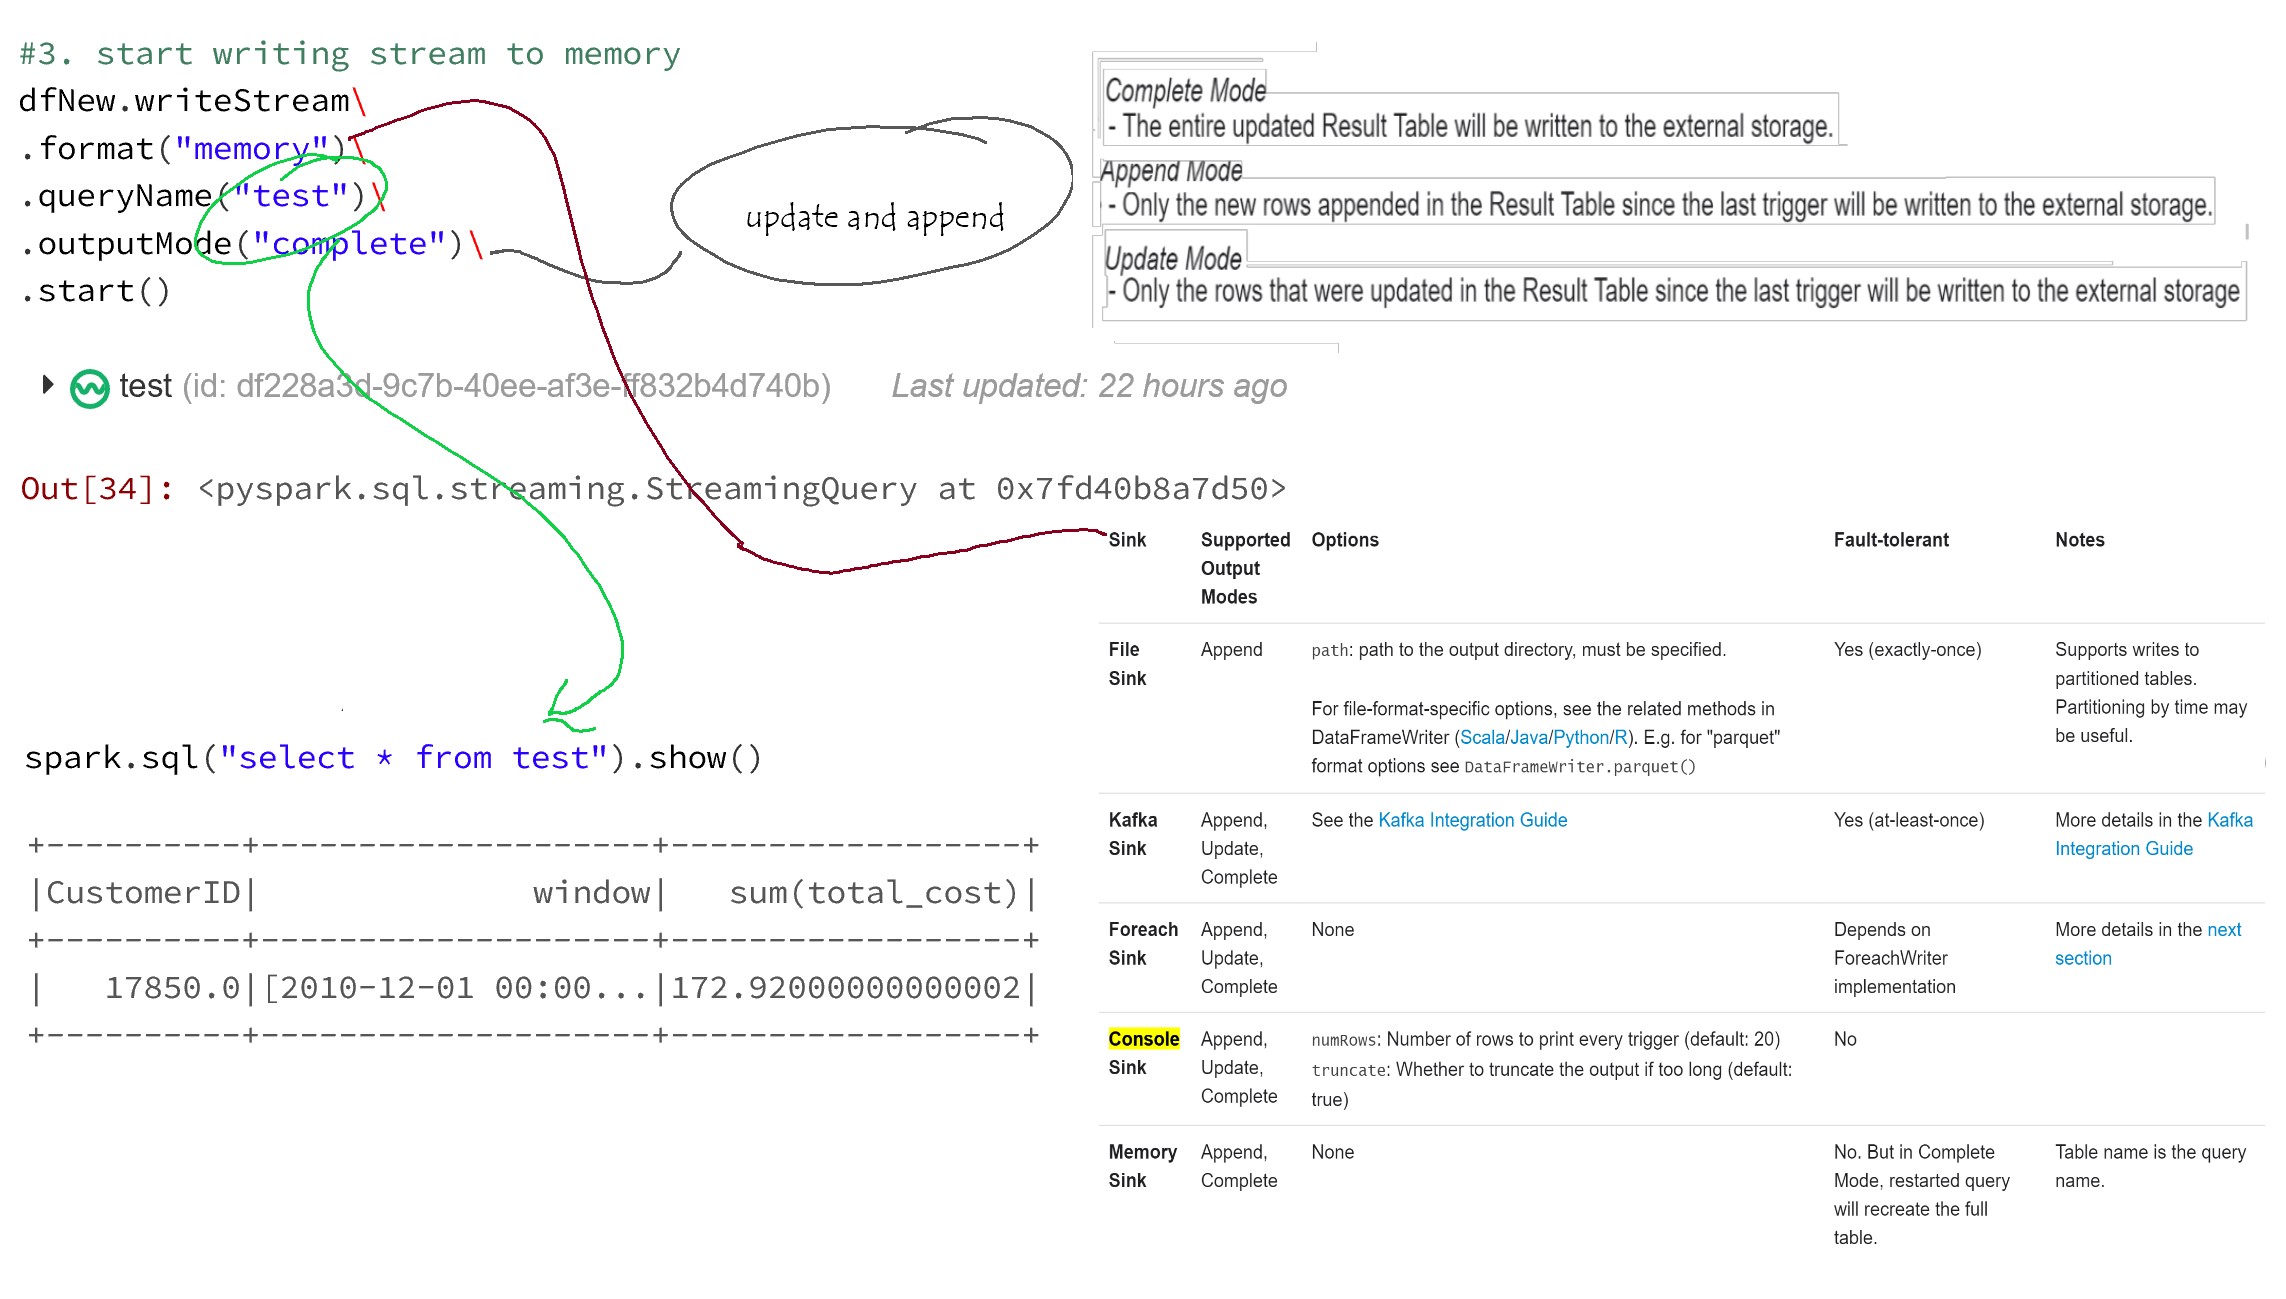 #3. start writing stream to memory
dfNew.writeStream\
.format("memory")\
.queryName("test")\
.outputMode("complete")\
.start()
update and append
Complete Mode
- The entire updated Result Table will be written to the external storage.
Append Mode
- Only the new rows appended in the Result Table since the last trigger will be written to the external storage.
Update Mode
- Only the rows that were updated in the Result Table since the last trigger will be written to the external storage
test (id: df228a3d-9c7b-40ee-af3e-ff832b4d740b) Last updated: 22 hours ago
Out[34]: <pyspark.sql.streaming.StreamingQuery at 0x7fd40b8a7d50>
spark.sql("select * from test").show()
+----------+--------------------+------------------+
|CustomerID|              window|   sum(total_cost)|
+----------+--------------------+------------------+
|   17850.0|[2010-12-01 00:00...|172.92000000000002|
+----------+--------------------+------------------+
Sink
Supported
Output
Modes
Options
Fault-tolerant
Notes
File
Sink
Append
path: path to the output directory, must be specified.
For file-format-specific options, see the related methods in
DataFrameWriter (Scala/Java/Python/R). E.g. for "parquet"
format options see DataFrameWriter.parquet()
Yes (exactly-once)
Supports writes to
partitioned tables.
Partitioning by time may
be useful.
Kafka
Sink
Append,
Update,
Complete
See the Kafka Integration Guide
Yes (at-least-once)
More details in the Kafka
Integration Guide
Foreach
Sink
Append,
Update,
Complete
None
Depends on
ForeachWriter
implementation
More details in the next
section
Console
Sink
Append,
Update,
Complete
numRows: Number of rows to print every trigger (default: 20)
truncate: Whether to truncate the output if too long (default:
true)
No
Memory
Sink
Append,
Complete
None
No. But in Complete
Mode, restarted query
will recreate the full
table.
Table name is the query
name.